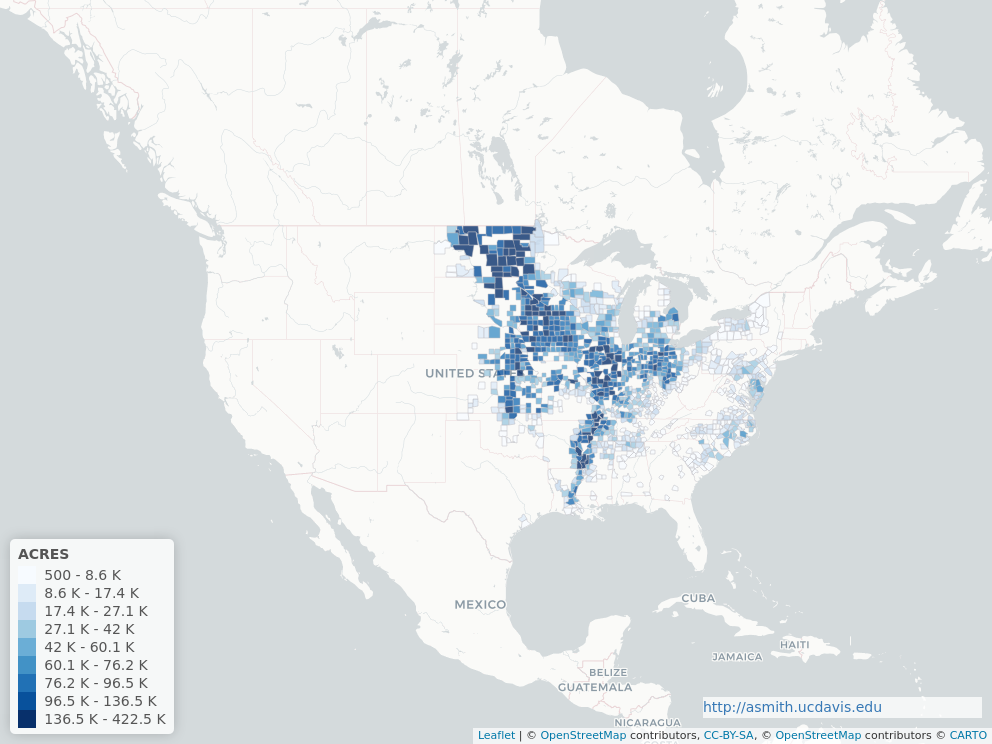 UNITED STATES
ACRES
500 - 8.6 K
8.6 K - 17.4 K
17.4 K - 27.1 K
27.1 K - 42 K
42 K - 60.1 K
60.1 K - 76.2 K
76.2 K - 96.5 K
96.5 K - 136.5 K
136.5 K - 422.5 K
MEXICO
CUBA
HAITI
JAMAICA
BELIZE
GUATEMALA
NICARAGUA
http://asmith.ucdavis.edu
Leaflet | © OpenStreetMap contributors, CC-BY-SA, © OpenStreetMap contributors © CARTO